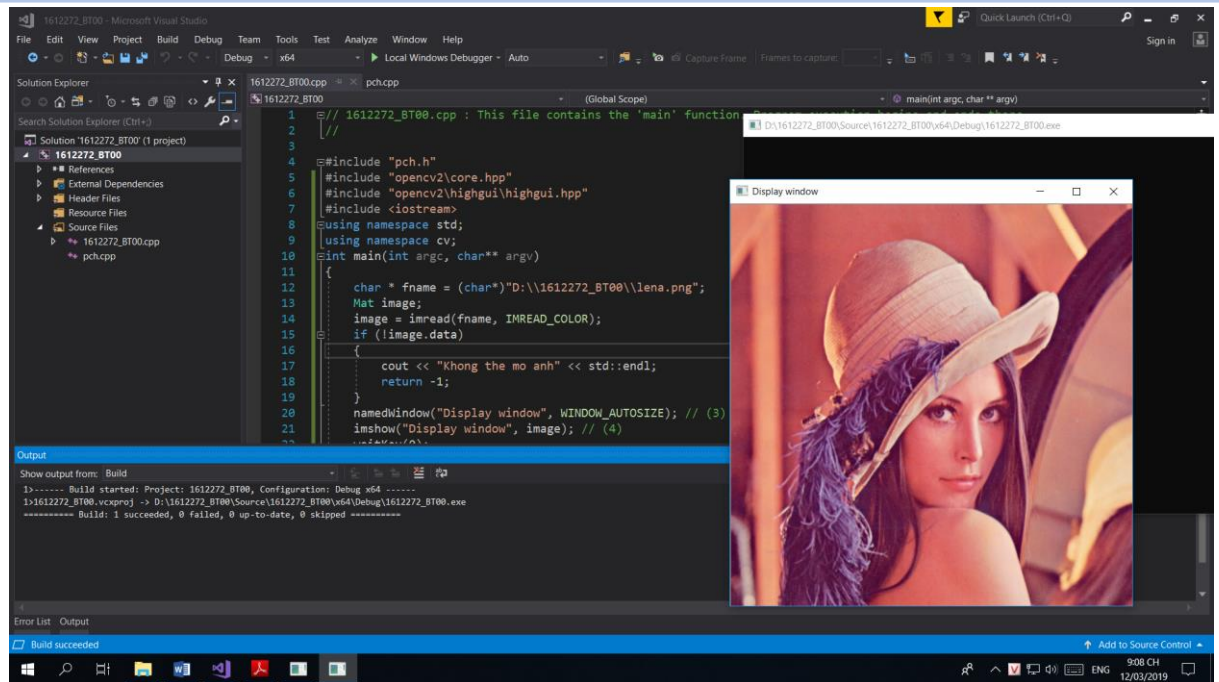 1612272_BT00 - Microsoft Visual Studio
Quick Launch (Ctrl+Q)
File Edit View Project Build Debug Team Tools Test Analyze Window Help
Sign in
Debug x64 Local Windows Debugger Auto Capture Frame Frames to capture:
Solution Explorer
Search Solution Explorer (Ctrl+;)
Solution '1612272_BT00' (1 project)
1612272_BT00
References
External Dependencies
Header Files
Resource Files
Source Files
1612272_BT00.cpp
pch.cpp
1612272_BT00.cpp pch.cpp
1612272_BT00 (Global Scope) main(int argc, char ** argv)
1 // 1612272_BT00.cpp : This file contains the 'main' function. Program execution begins and ends there.
2 //
3
4 #include "pch.h"
5 #include "opencv2\core.hpp"
6 #include "opencv2\highgui\highgui.hpp"
7 #include <iostream>
8 using namespace std;
9 using namespace cv;
10 int main(int argc, char** argv)
11 {
12 char * fname = (char*)"D:\\1612272_BT00\\lena.png";
13 Mat image;
14 image = imread(fname, IMREAD_COLOR);
15 if (!image.data)
16 {
17 cout << "Khong the mo anh" << std::endl;
18 return -1;
19 }
20 namedWindow("Display window", WINDOW_AUTOSIZE); // (3)
21 imshow("Display window", image); // (4)
22 waitKey(0);
D:\1612272_BT00\Source\1612272_BT00\x64\Debug\1612272_BT00.exe
Display window
Output
Show output from: Build
1>------ Build started: Project: 1612272_BT00, Configuration: Debug x64 ------
1>1612272_BT00.vcxproj -> D:\1612272_BT00\Source\1612272_BT00\x64\Debug\1612272_BT00.exe
========== Build: 1 succeeded, 0 failed, 0 up-to-date, 0 skipped ==========
Error List Output
Build succeeded
Add to Source Control
ENG
9:08 CH
12/03/2019